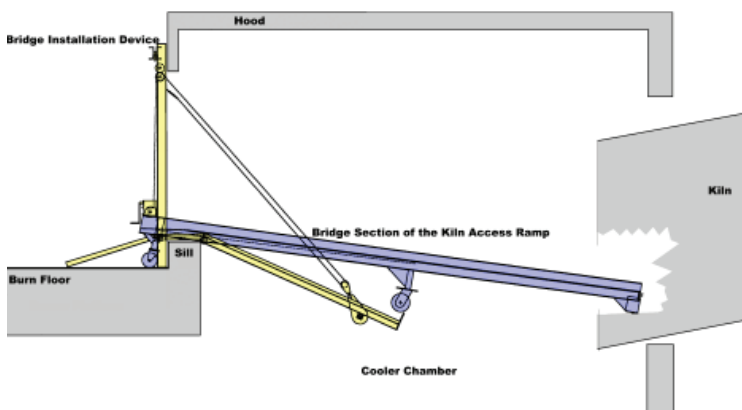 Hood
Bridge Installation Device
Kiln
Bridge Section of the Kiln Access Ramp
Sill
Burn Floor
Cooler Chamber